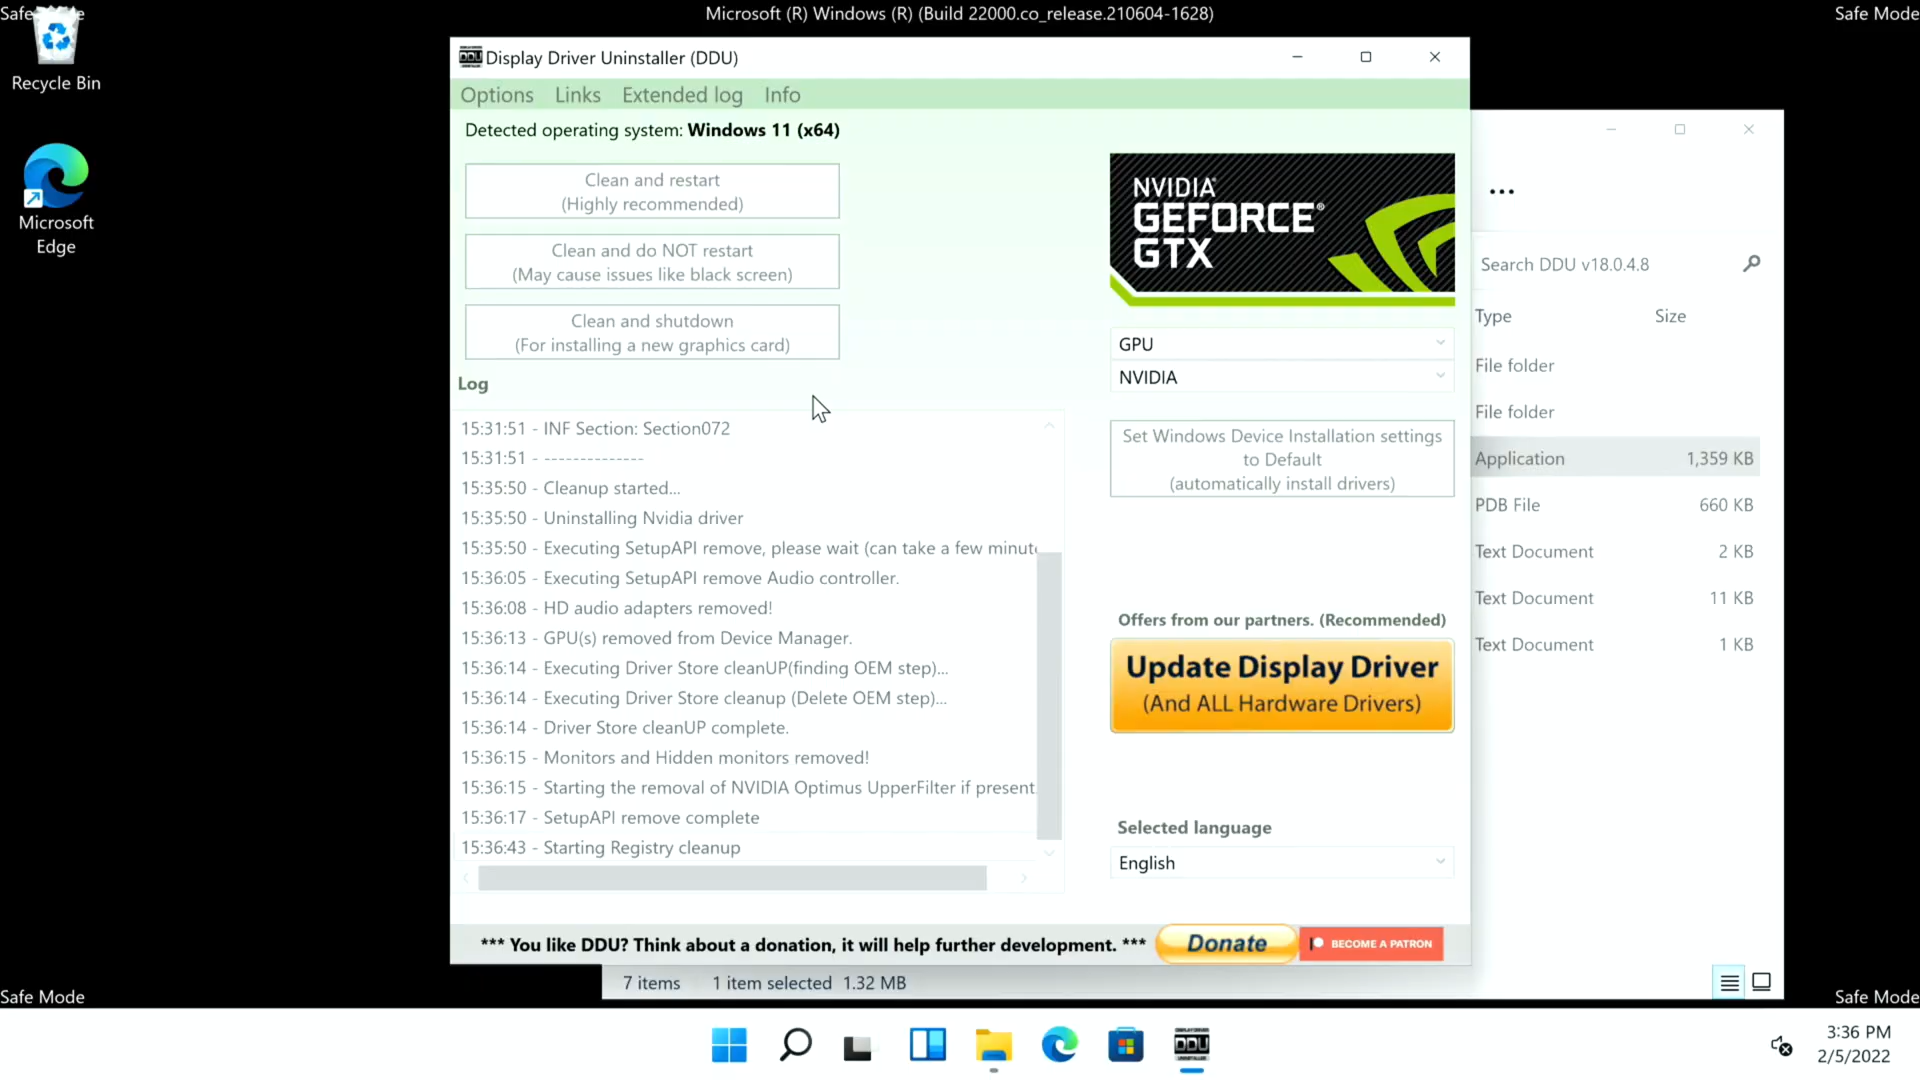 Safe Mode
Microsoft (R) Windows (R) (Build 22000.co_release.210604-1628)
Safe Mode
Recycle Bin
Microsoft
Edge
DDU
Display Driver Uninstaller (DDU)
Options Links Extended log Info
Detected operating system: Windows 11 (x64)
Clean and restart
(Highly recommended)
Clean and do NOT restart
(May cause issues like black screen)
Clean and shutdown
(For installing a new graphics card)
NVIDIA
GEFORCE®
GTX
GPU
NVIDIA
Set Windows Device Installation settings
to Default
(automatically install drivers)
Log
15:31:51 - INF Section: Section072
15:31:51 - --------------
15:35:50 - Cleanup started...
15:35:50 - Uninstalling Nvidia driver
15:35:50 - Executing SetupAPI remove, please wait (can take a few minut
15:36:05 - Executing SetupAPI remove Audio controller.
15:36:08 - HD audio adapters removed!
15:36:13 - GPU(s) removed from Device Manager.
15:36:14 - Executing Driver Store cleanUP(finding OEM step)...
15:36:14 - Executing Driver Store cleanup (Delete OEM step)...
15:36:14 - Driver Store cleanUP complete.
15:36:15 - Monitors and Hidden monitors removed!
15:36:15 - Starting the removal of NVIDIA Optimus UpperFilter if present
15:36:17 - SetupAPI remove complete
15:36:43 - Starting Registry cleanup
Offers from our partners. (Recommended)
Update Display Driver
(And ALL Hardware Drivers)
Selected language
English
*** You like DDU? Think about a donation, it will help further development. ***
Donate
BECOME A PATRON
Search DDU v18.0.4.8
Type Size
File folder
File folder
Application 1,359 KB
PDB File 660 KB
Text Document 2 KB
Text Document 11 KB
Text Document 1 KB
7 items 1 item selected 1.32 MB
Safe Mode
Safe Mode
DDU
3:36 PM
2/5/2022